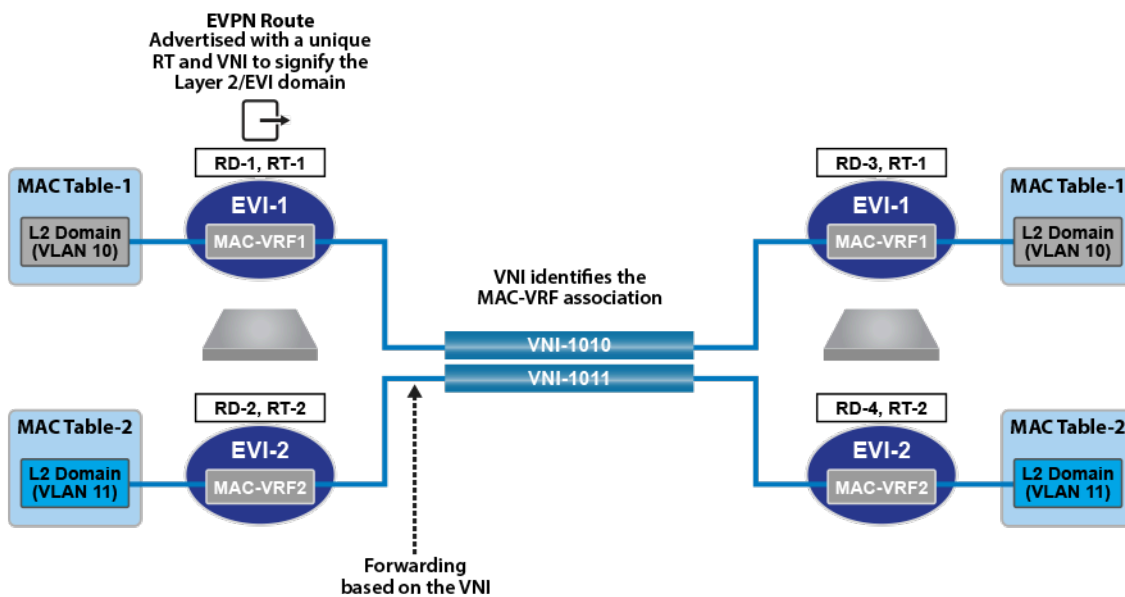 EVPN Route
Advertised with a unique
RT and VNI to signify the
Layer 2/EVI domain
RD-1, RT-1
MAC Table-1
L2 Domain
(VLAN 10)
EVI-1
MAC-VRF1
RD-3, RT-1
EVI-1
MAC-VRF1
MAC Table-1
L2 Domain
(VLAN 10)
VNI identifies the
MAC-VRF association
VNI-1010
VNI-1011
RD-2, RT-2
MAC Table-2
L2 Domain
(VLAN 11)
EVI-2
MAC-VRF2
RD-4, RT-2
EVI-2
MAC-VRF2
MAC Table-2
L2 Domain
(VLAN 11)
Forwarding
based on the VNI